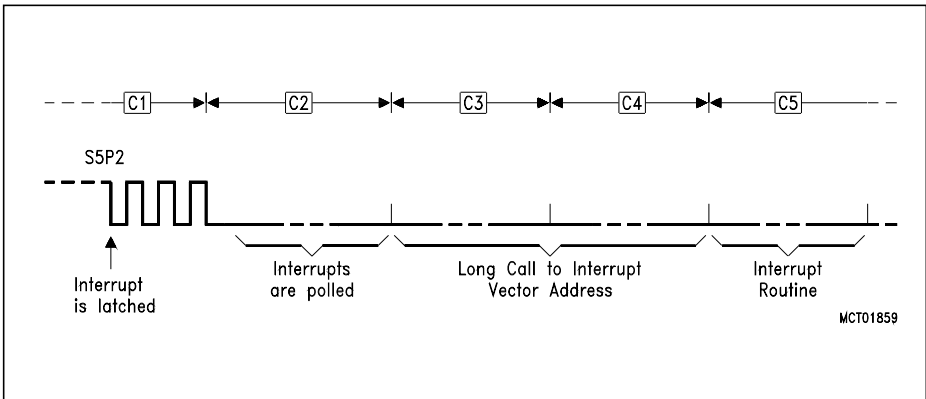 C1
C2
C3
C4
C5
S5P2
Interrupt
is latched
Interrupts
are polled
Long Call to Interrupt
Vector Address
Interrupt
Routine
MCT01859